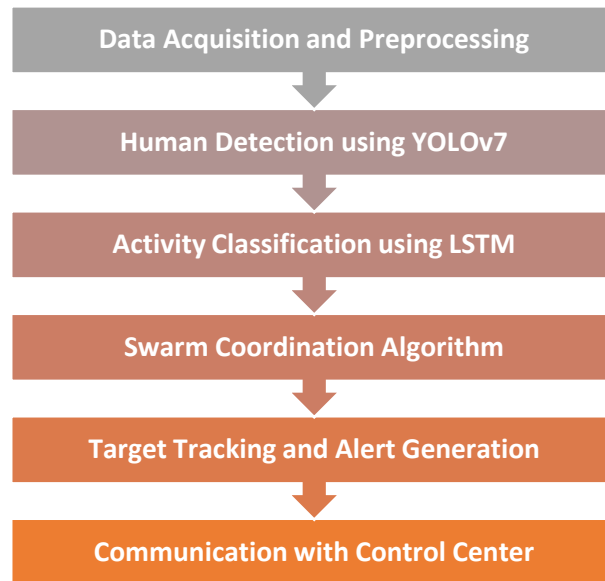 Data Acquisition and Preprocessing
Human Detection using YOLOv7
Activity Classification using LSTM
Swarm Coordination Algorithm
Target Tracking and Alert Generation
Communication with Control Center